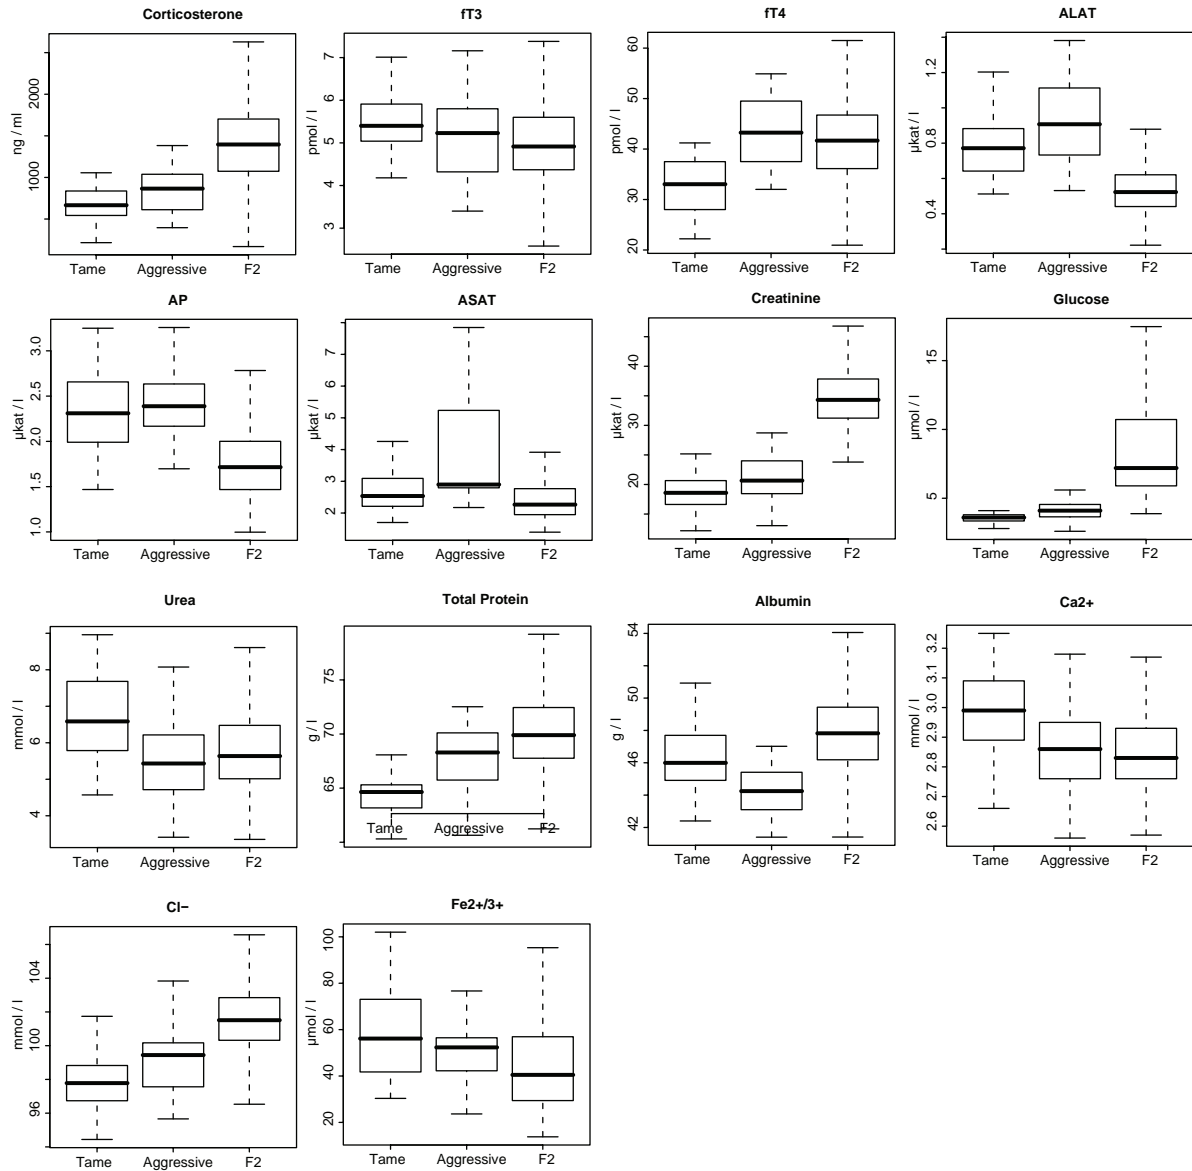 Corticosterone
ng / ml
1000
2000
Tame Aggressive F2
fT3
pmol / l
3 4 5 6 7
Tame Aggressive F2
fT4
pmol / l
20 30 40 50 60
Tame Aggressive F2
ALAT
µkat / l
0.4 0.8 1.2
Tame Aggressive F2
AP
µkat / l
1.0 1.5 2.0 2.5 3.0
Tame Aggressive F2
ASAT
µkat / l
2 3 4 5 6 7 8
Tame Aggressive F2
Creatinine
µkat / l
20 30 40
Tame Aggressive F2
Glucose
µmol / l
5 10 15
Tame Aggressive F2
Urea
mmol / l
4 6 8
Tame Aggressive F2
Total Protein
g / l
65 70 75
Tame Aggressive F2
Albumin
g / l
42 46 50 54
Tame Aggressive F2
Ca2+
mmol / l
2.6 2.7 2.8 2.9 3.0 3.1 3.2
Tame Aggressive F2
Cl−
mmol / l
96 100 104
Tame Aggressive F2
Fe2+/3+
µmol / l
20 40 60 80 100
Tame Aggressive F2